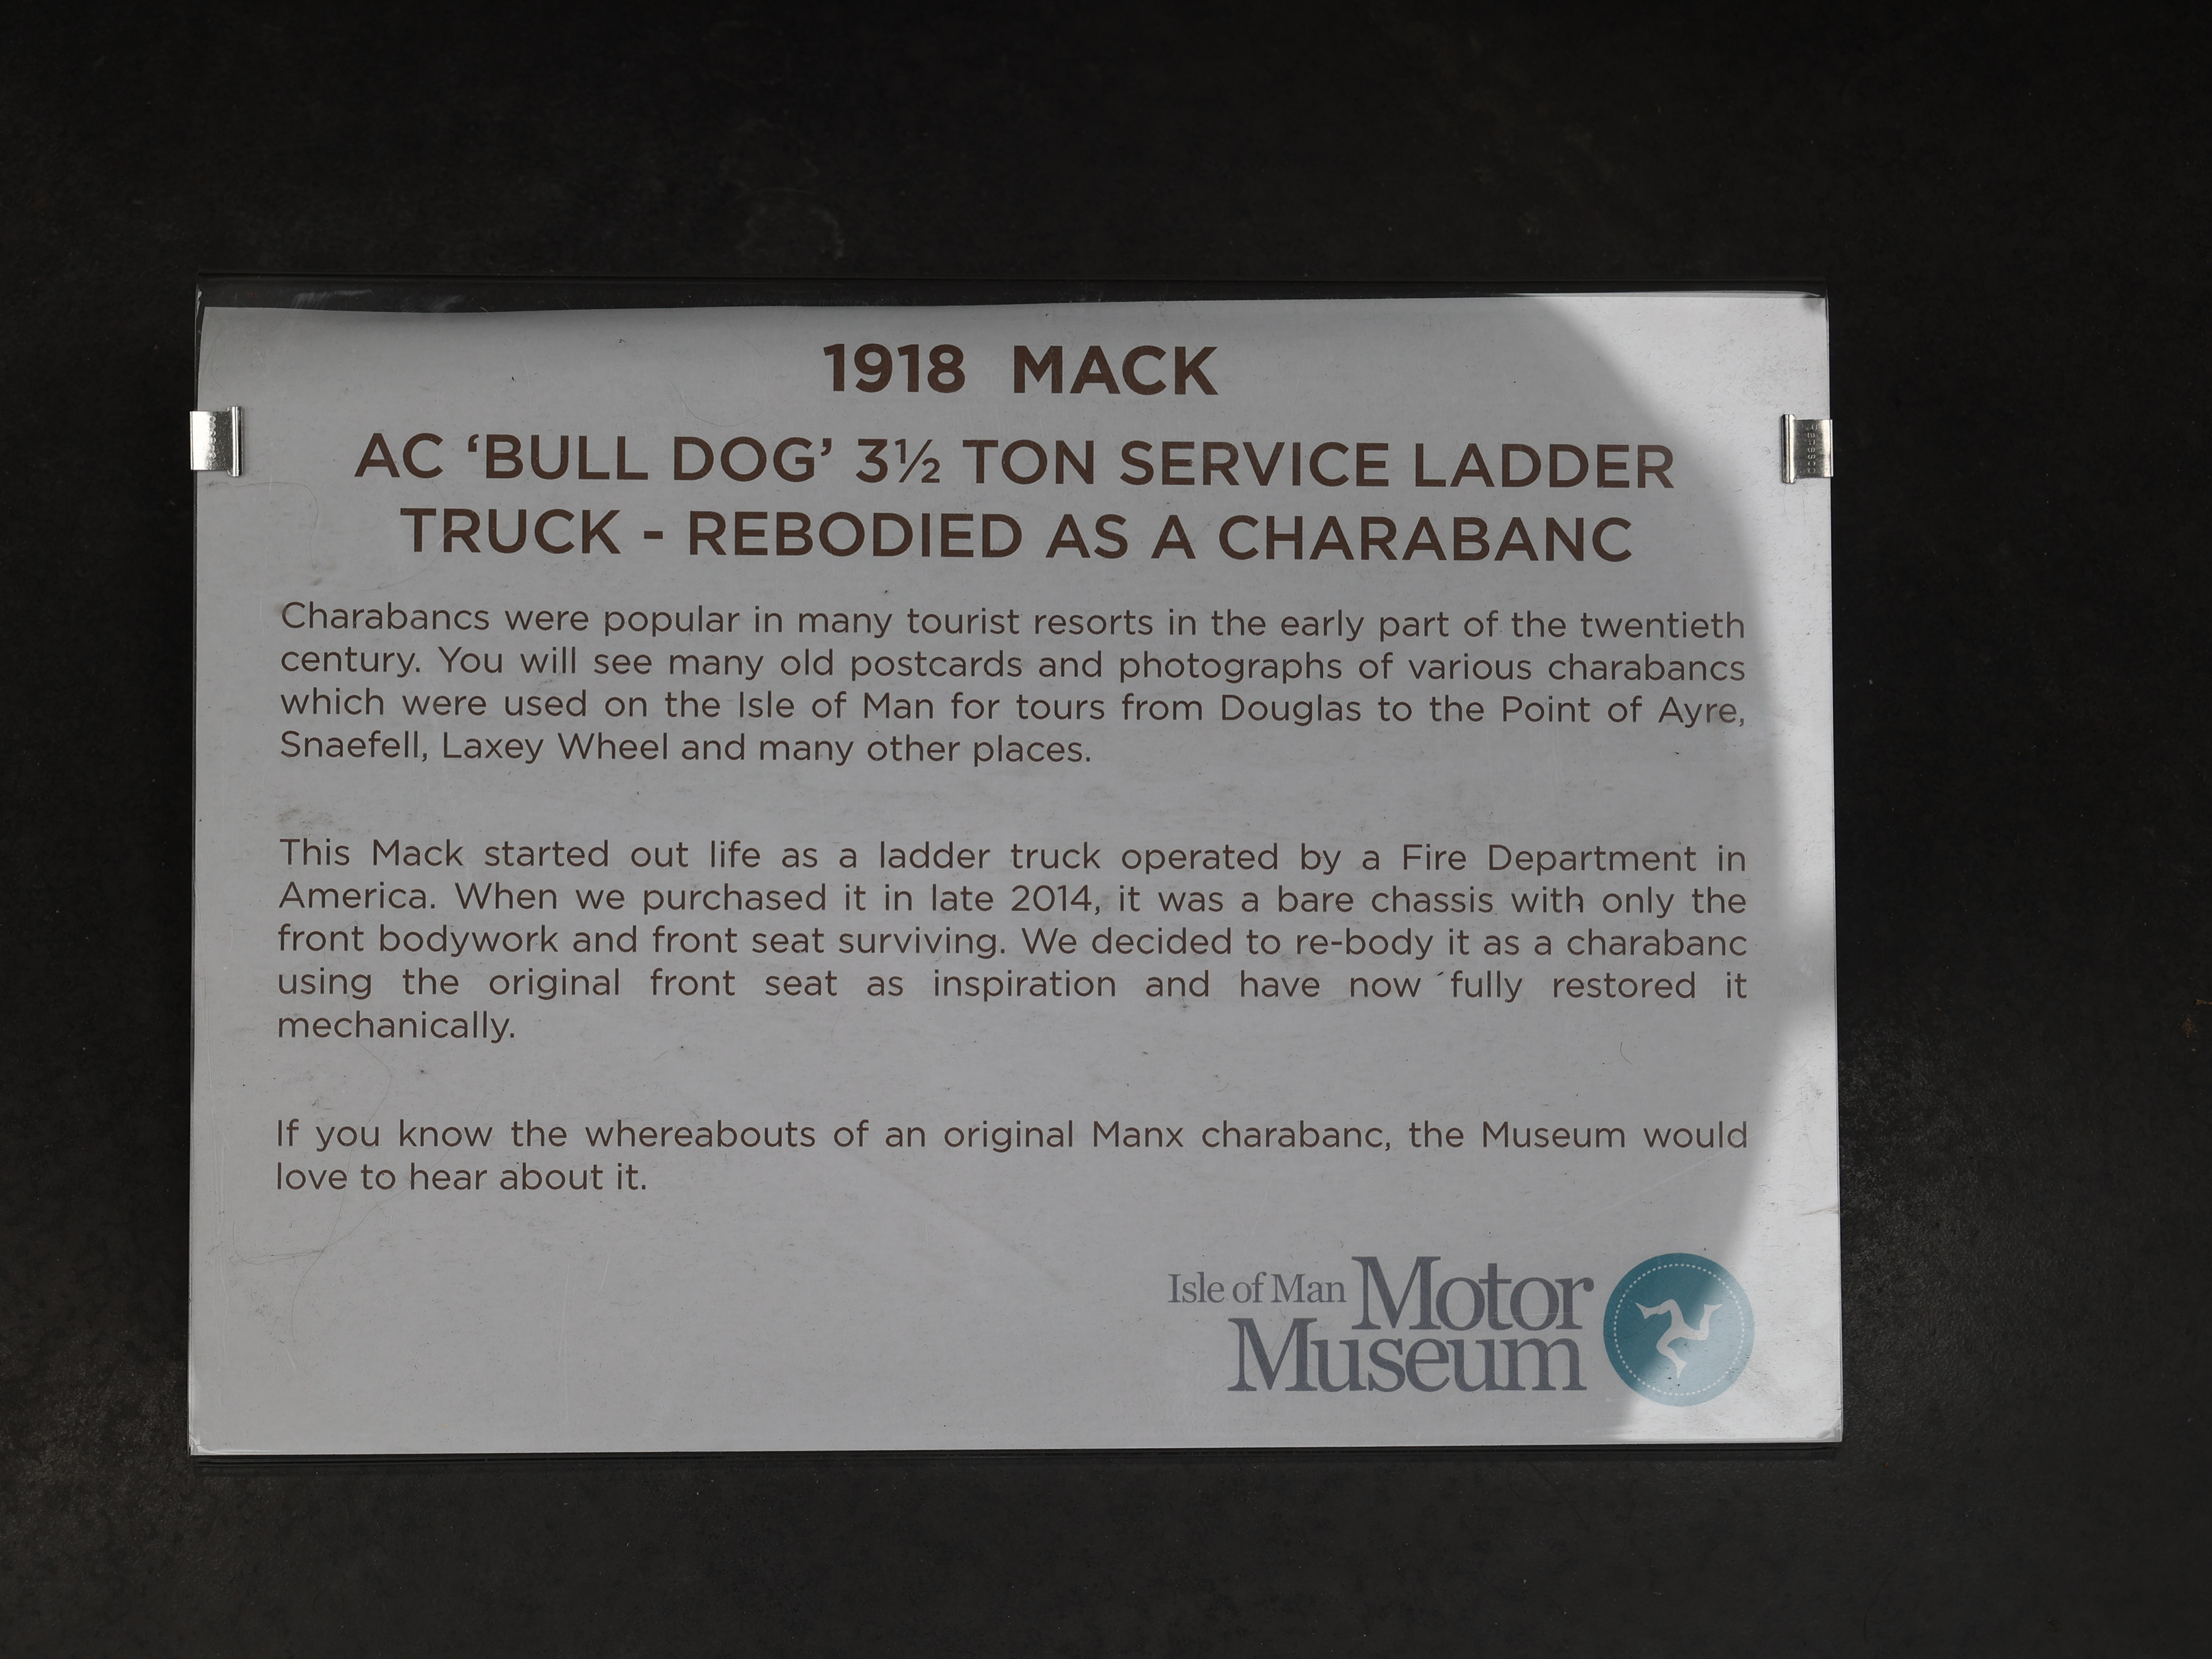 1918 MACK
AC ‘BULL DOG’ 3½ TON SERVICE LADDER
TRUCK - REBODIED AS A CHARABANC
Charabancs were popular in many tourist resorts in the early part of the twentieth
century. You will see many old postcards and photographs of various charabancs
which were used on the Isle of Man for tours from Douglas to the Point of Ayre,
Snaefell, Laxey Wheel and many other places.
This Mack started out life as a ladder truck operated by a Fire Department in
America. When we purchased it in late 2014, it was a bare chassis with only the
front bodywork and front seat surviving. We decided to re-body it as a charabanc
using the original front seat as inspiration and have now fully restored it
mechanically.
If you know the whereabouts of an original Manx charabanc, the Museum would
love to hear about it.
Isle of Man Motor
Museum